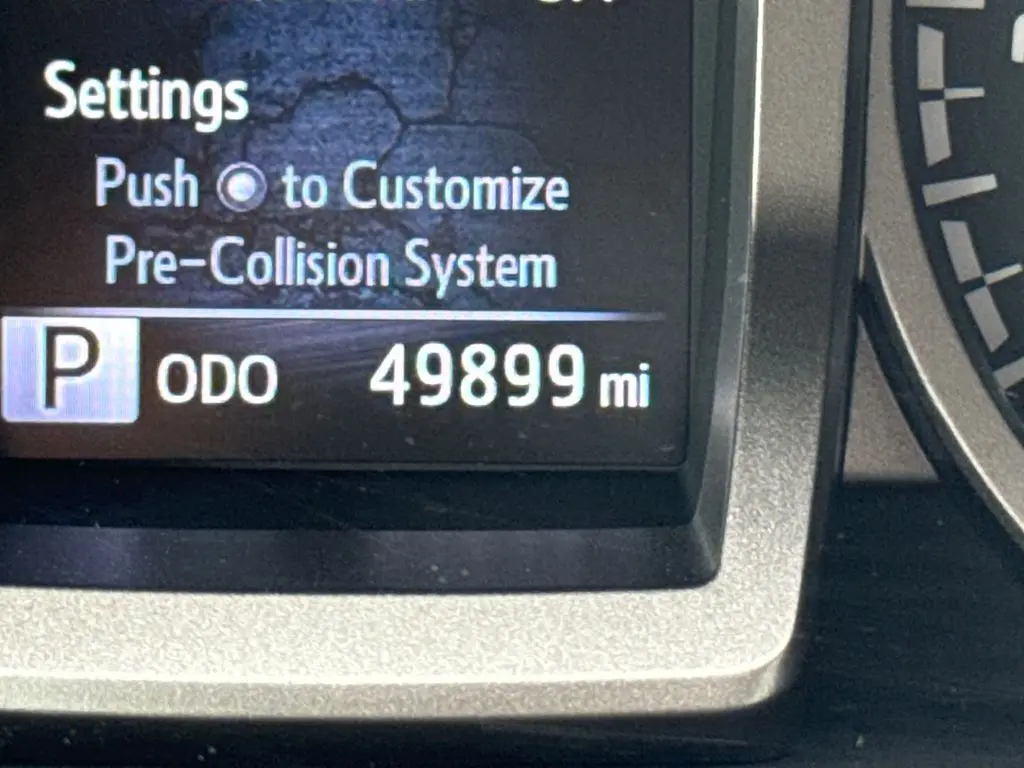 Settings
Push to Customize
Pre-Collision System
P ODO 49899 mi